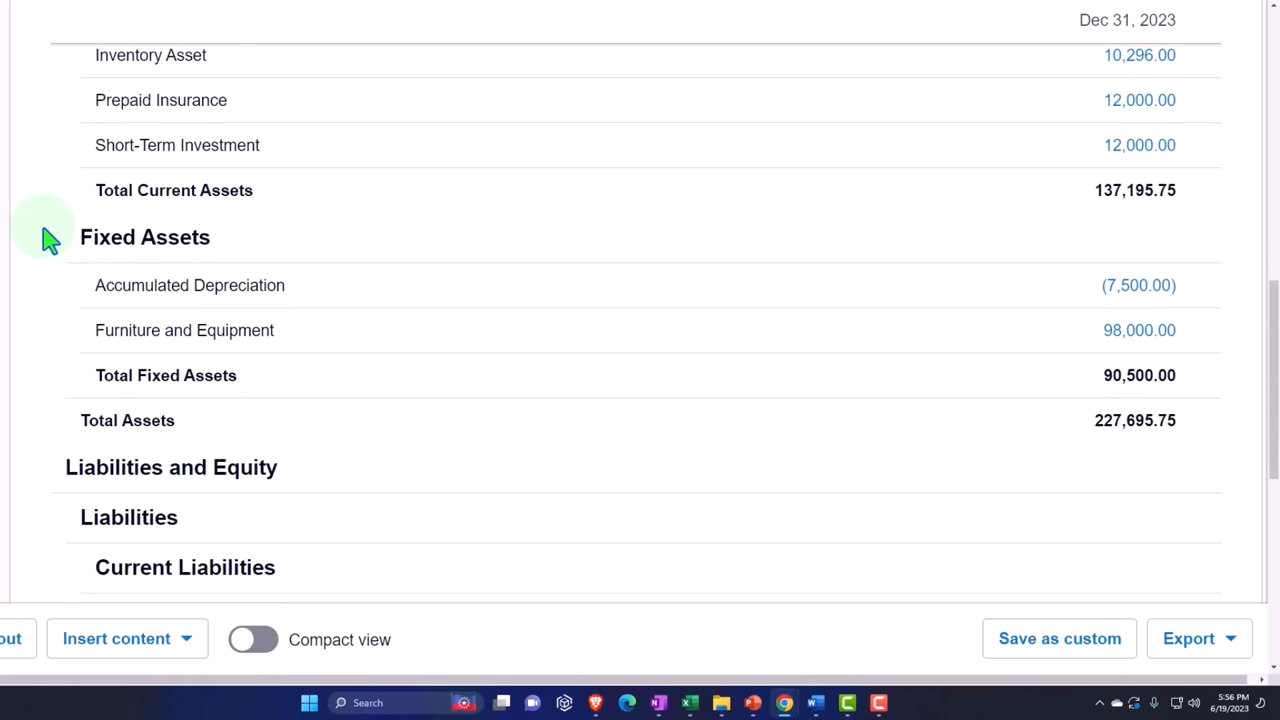 Dec 31, 2023
Inventory Asset 10,296.00
Prepaid Insurance 12,000.00
Short-Term Investment 12,000.00
Total Current Assets 137,195.75
Fixed Assets
Accumulated Depreciation (7,500.00)
Furniture and Equipment 98,000.00
Total Fixed Assets 90,500.00
Total Assets 227,695.75
Liabilities and Equity
Liabilities
Current Liabilities
out Insert content Compact view Save as custom Export
Search 5:56 PM
6/19/2023